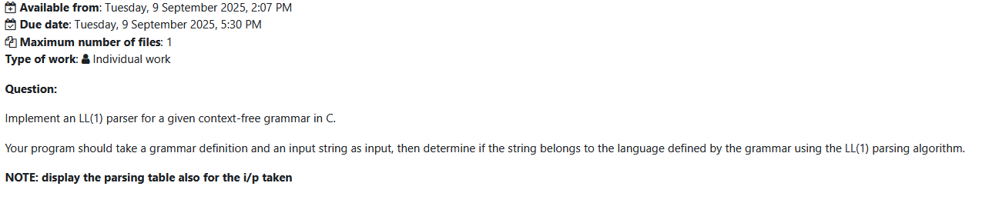 Available from: Tuesday, 9 September 2025, 2:07 PM
Due date: Tuesday, 9 September 2025, 5:30 PM
Maximum number of files: 1
Type of work: Individual work
Question:
Implement an LL(1) parser for a given context-free grammar in C.
Your program should take a grammar definition and an input string as input, then determine if the string belongs to the language defined by the grammar using the LL(1) parsing algorithm.
NOTE: display the parsing table also for the i/p taken